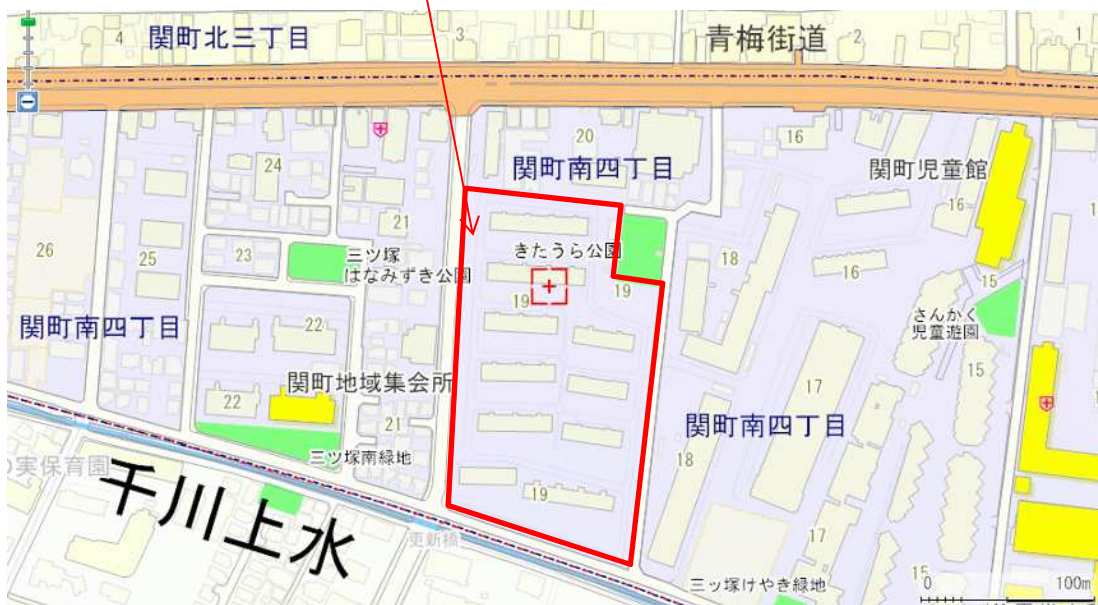 関町北三丁目
4
3
青梅街道
2
1
20
16
関町南四丁目
関町児童館
24
21
16
26
25
23
三ツ塚
はなみずき公園
きたうら公園
18
16
15
19
19
さんかく
児童遊園
関町南四丁目
22
関町地域集会所
17
15
22
21
関町南四丁目
三ツ塚南緑地
の実保育園
18
19
千川上水
更新橋
17
三ッ塚けやき緑地
15
0
100m